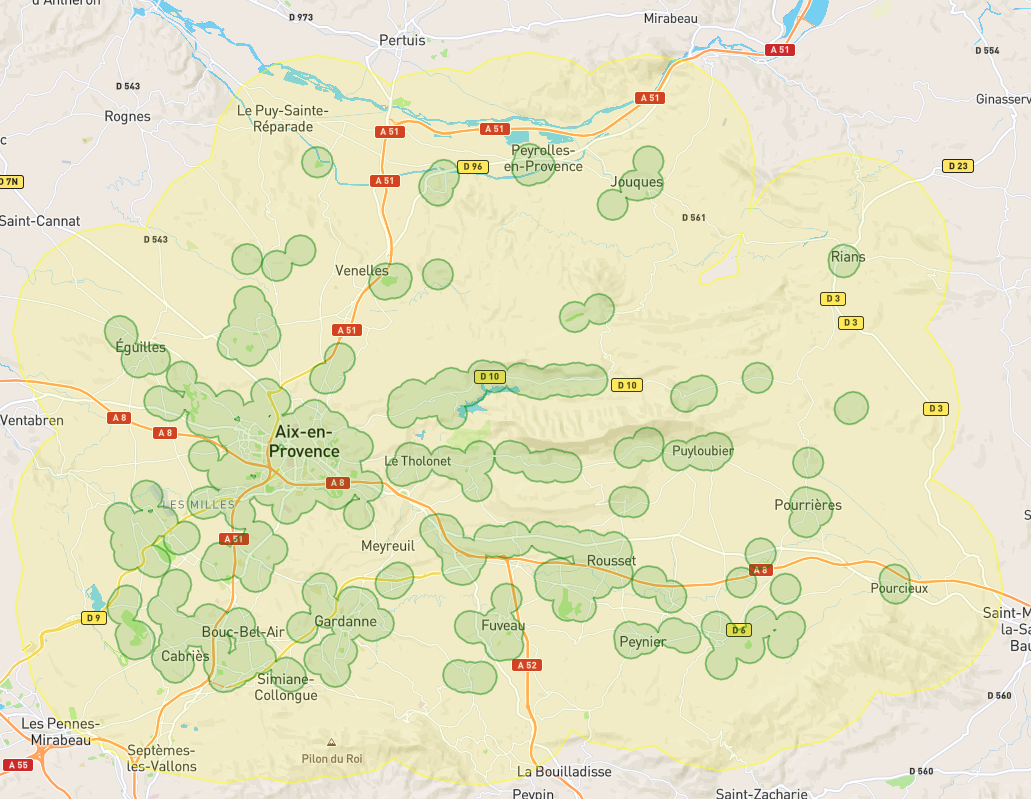 d'Anthéron
D 973
Mirabeau
Pertuis
A 51
D 554
D 543
A 51
Ginasserv
Le Puy-Sainte-
Réparade
Rognes
A 51
A 51
c
Peyrolles-
en-Provence
D 96
D 23
D 7N
A 51
Jouques
Saint-Cannat
D 561
D 543
Rians
Venelles
D 3
D 3
A 51
Éguilles
D 10
D 10
D 3
A 8
Ventabren
A 8
Aix-en-
Provence
Puyloubier
Le Tholonet
A 8
LES MILLES
Pourrières
S
A 51
Meyreuil
Rousset
A 8
Pourcieux
D 9
Gardanne
Fuveau
Saint-M
la-Sa
Bau
Bouc-Bel-Air
D 6
Peynier
Cabriès
A 52
Simiane-
Collongue
D 560
Les Pennes-
Mirabeau
Septèmes-
les-Vallons
Pilon du Roi
A 55
La Bouilladisse
D 560
Peypin
Saint-Zacharie